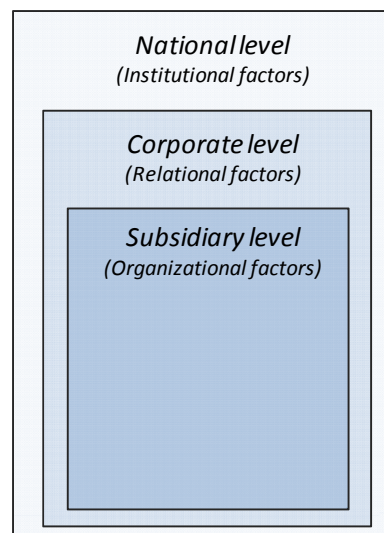 National level
(Institutional factors)
Corporate level
(Relational factors)
Subsidiary level
(Organizational factors)